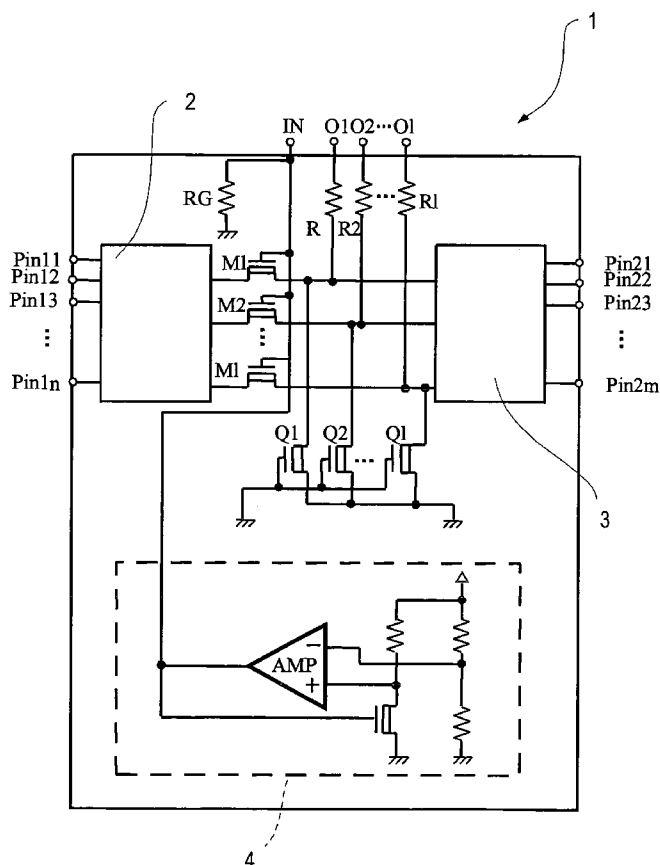 1
2
IN O1O2···Ol
RG
R R2 ··· Rl
Pin11
Pin12
Pin13
⋮
Pin1n
M1
M2
⋮
Ml
Pin21
Pin22
Pin23
⋮
Pin2m
Q1 Q2 ··· Ql
3
AMP
−
+
4